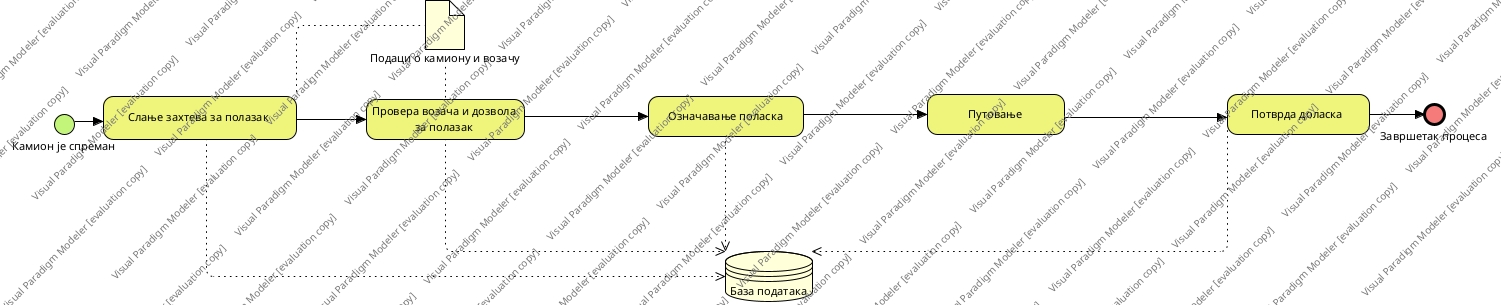 Подаци о камиону и возачу
Камион је спреман
Слање захтева за полазак
Провера возача и дозвола
за полазак
Означавање поласка
Путовање
Потврда доласка
Завршетак процеса
База података
Visual Paradigm Modeler [evaluation copy]